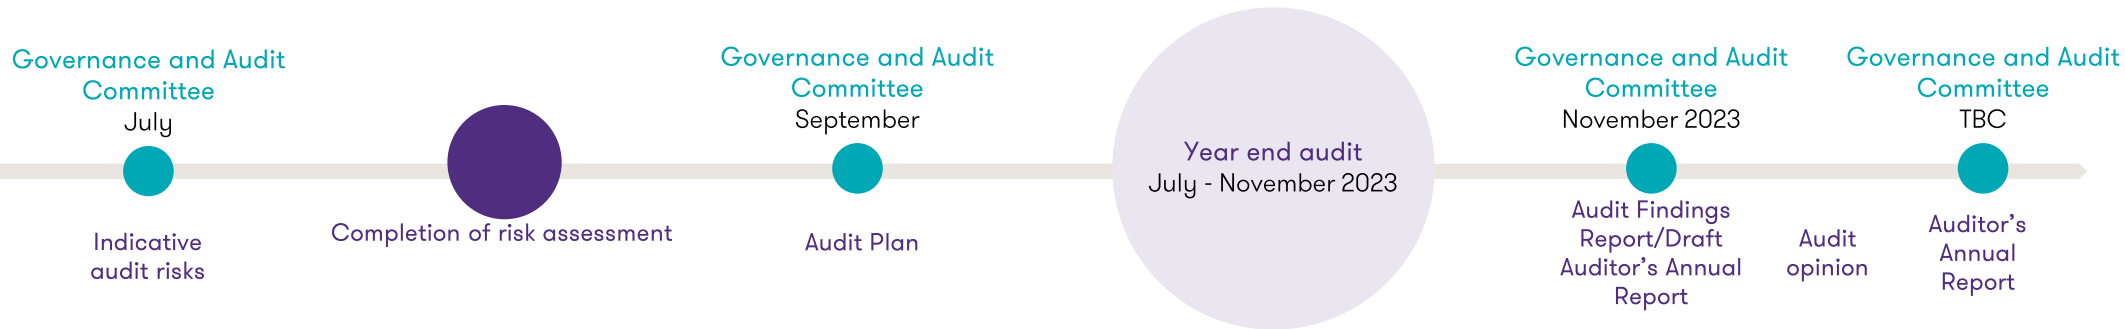 Governance and Audit
Committee
July
Indicative
audit risks
Completion of risk assessment
Governance and Audit
Committee
September
Audit Plan
Year end audit
July - November 2023
Governance and Audit
Committee
November 2023
Audit Findings
Report/Draft
Auditor’s Annual
Report
Audit
opinion
Governance and Audit
Committee
TBC
Auditor’s
Annual
Report